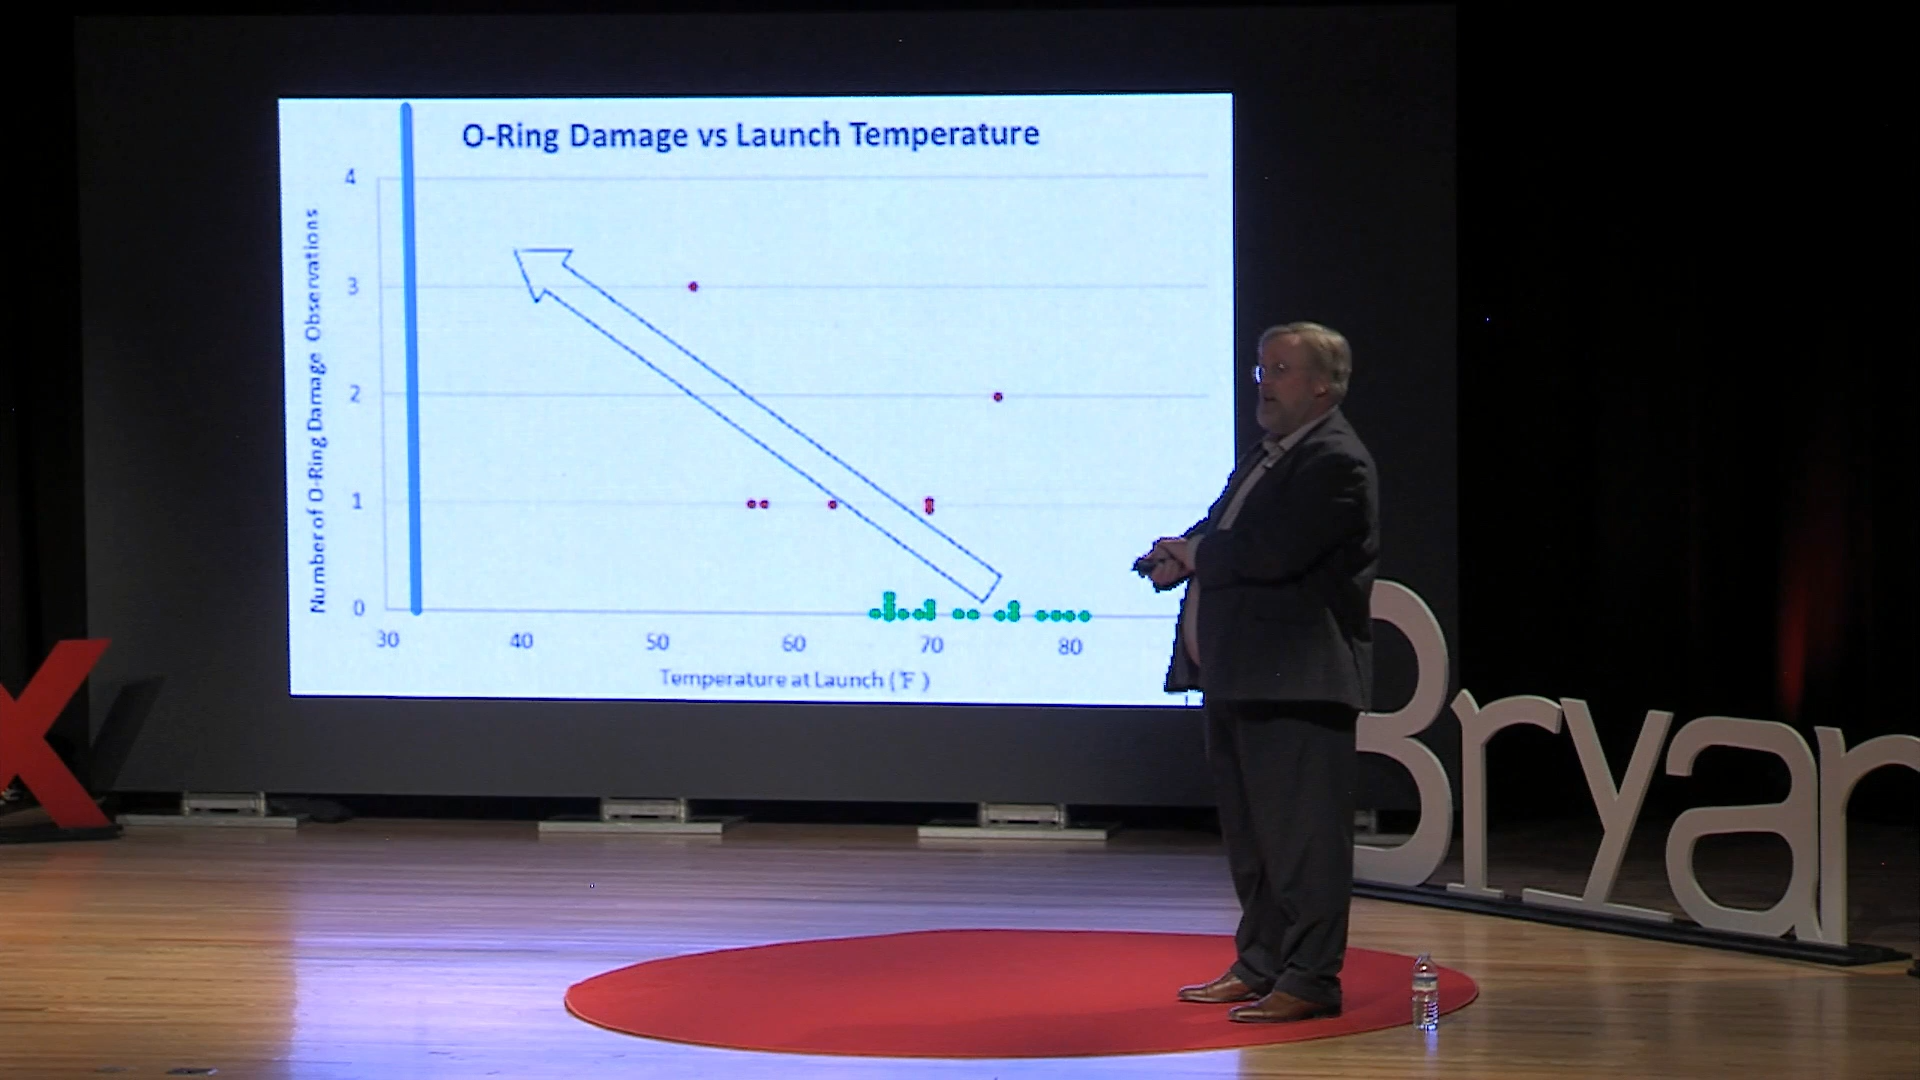 O-Ring Damage vs Launch Temperature
Number of O-Ring Damage Observations
4
3
2
1
0
30 40 50 60 70 80
Temperature at Launch (°F )
x
Bryan